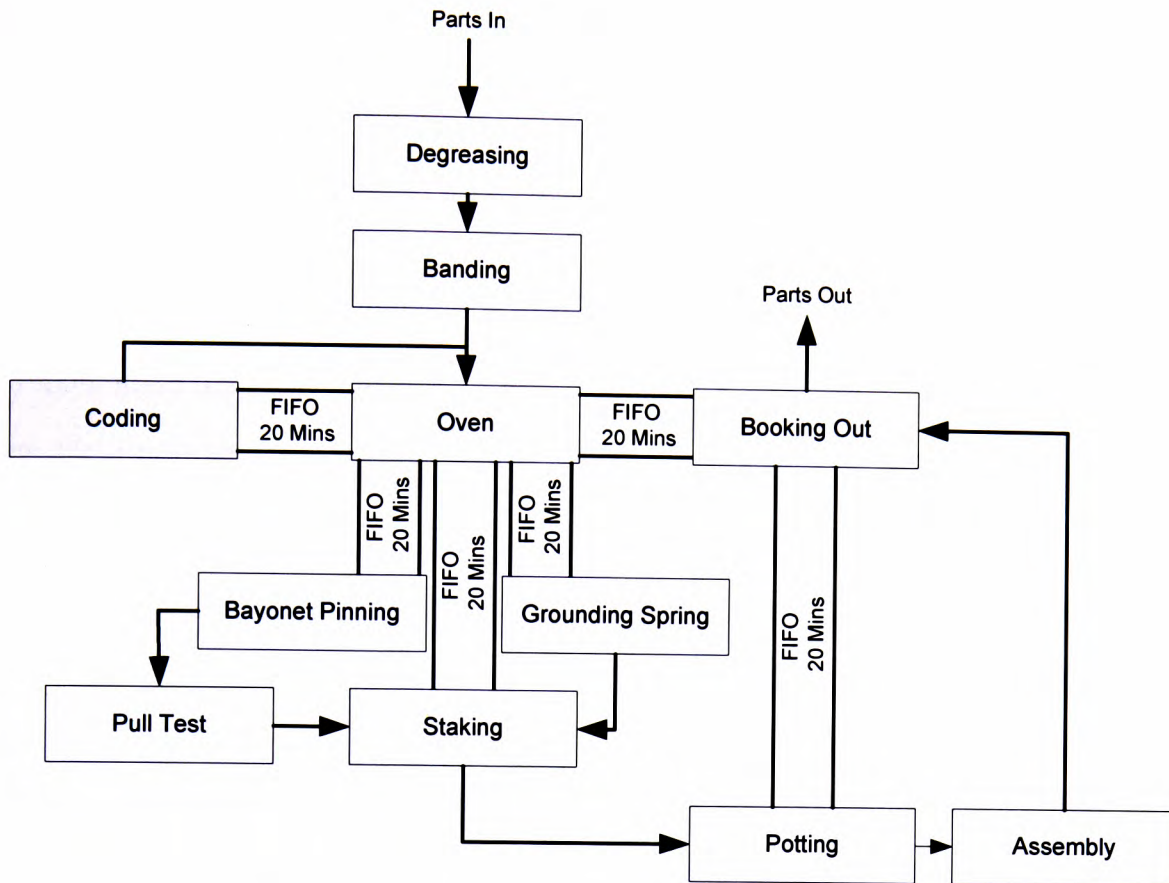 Parts In
Degreasing
Banding
Parts Out
Coding
FIFO
20 Mins
Oven
FIFO
20 Mins
Booking Out
FIFO
20 Mins
FIFO
20 Mins
FIFO
20 Mins
Bayonet Pinning
Grounding Spring
FIFO
20 Mins
Pull Test
Staking
Potting
Assembly